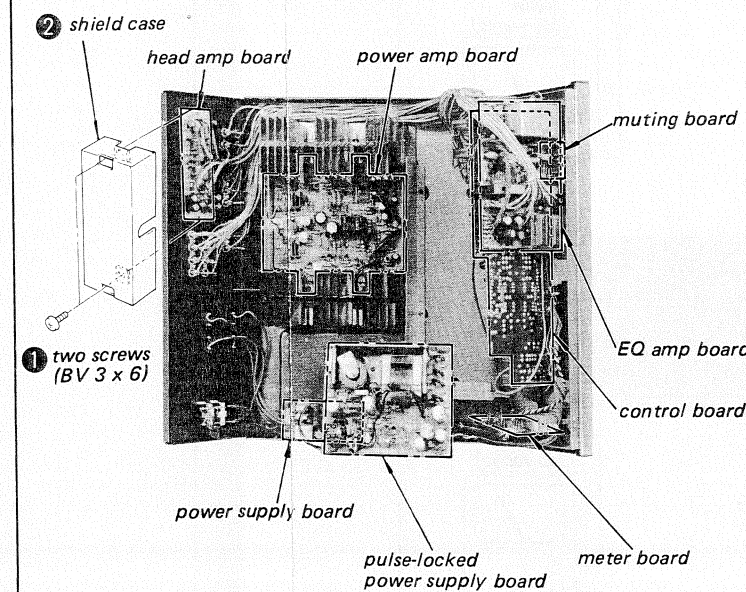 2 shield case
head amp board
power amp board
muting board
EQ amp board
1 two screws
(BV 3 x 6)
control board
power supply board
pulse-locked
power supply board
meter board